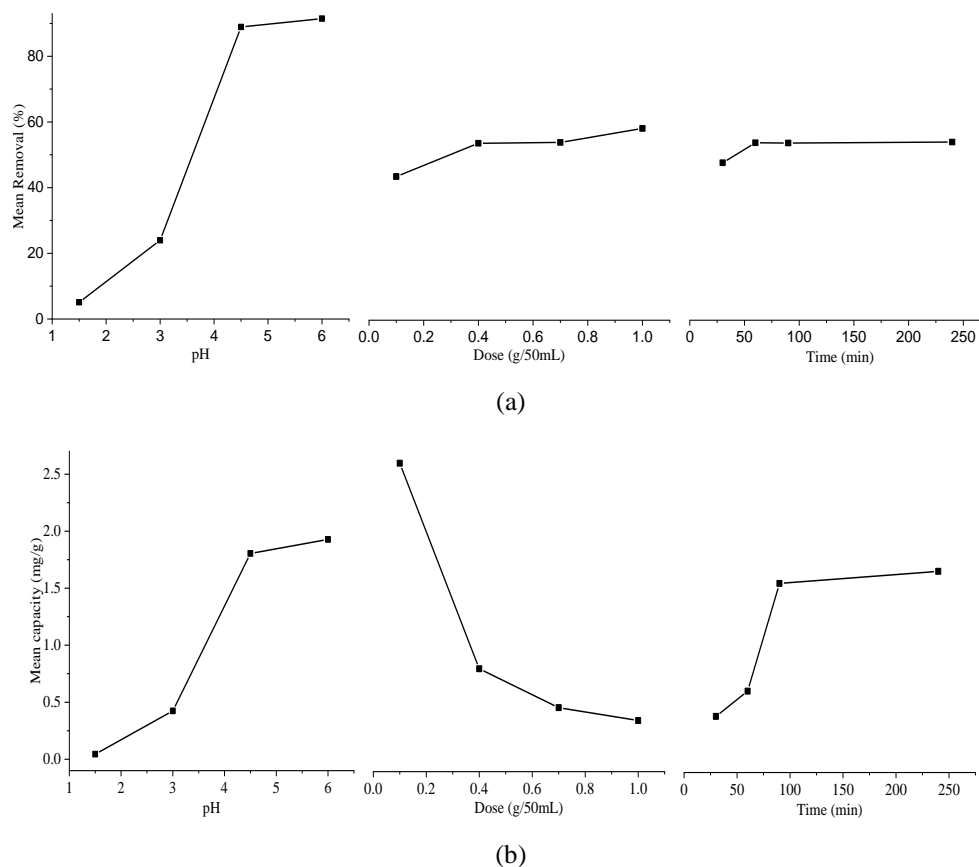 Mean Removal (%)
80
60
40
20
0
1 2 3 4 5 6
pH
0.0 0.2 0.4 0.6 0.8 1.0
Dose (g/50mL)
0 50 100 150 200 250
Time (min)
(a)
Mean capacity (mg/g)
2.5
2.0
1.5
1.0
0.5
0.0
1 2 3 4 5 6
pH
0.0 0.2 0.4 0.6 0.8 1.0
Dose (g/50mL)
0 50 100 150 200 250
Time (min)
(b)